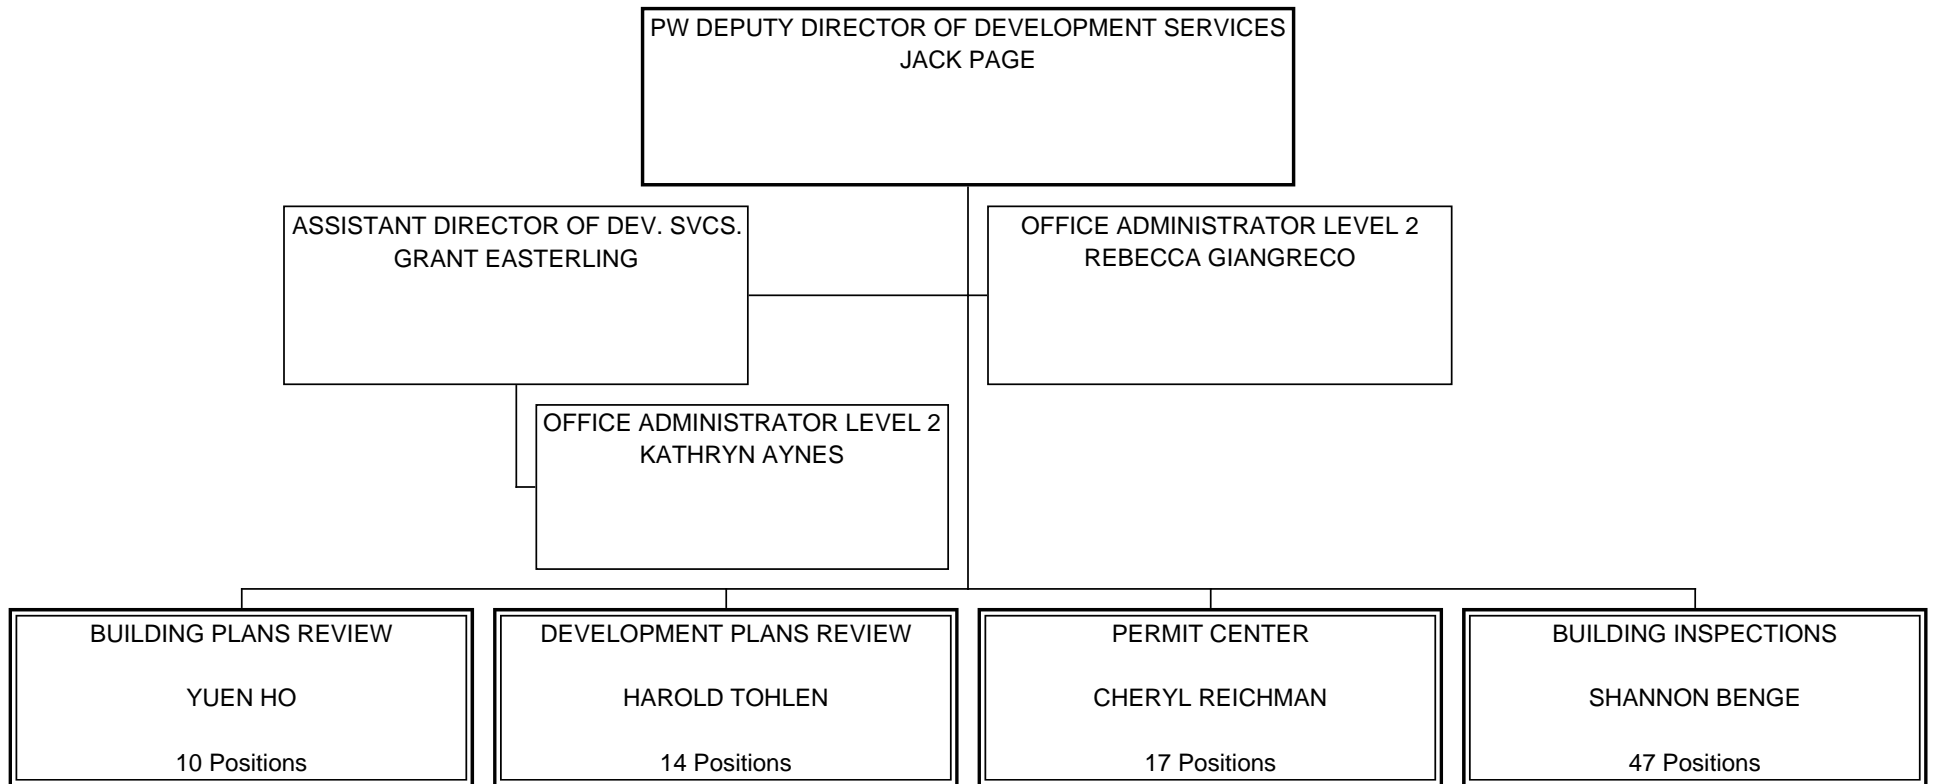 PW DEPUTY DIRECTOR OF DEVELOPMENT SERVICES
JACK PAGE
ASSISTANT DIRECTOR OF DEV. SVCS.
GRANT EASTERLING
OFFICE ADMINISTRATOR LEVEL 2
REBECCA GIANGRECO
OFFICE ADMINISTRATOR LEVEL 2
KATHRYN AYNES
BUILDING PLANS REVIEW
YUEN HO
10 Positions
DEVELOPMENT PLANS REVIEW
HAROLD TOHLEN
14 Positions
PERMIT CENTER
CHERYL REICHMAN
17 Positions
BUILDING INSPECTIONS
SHANNON BENGE
47 Positions